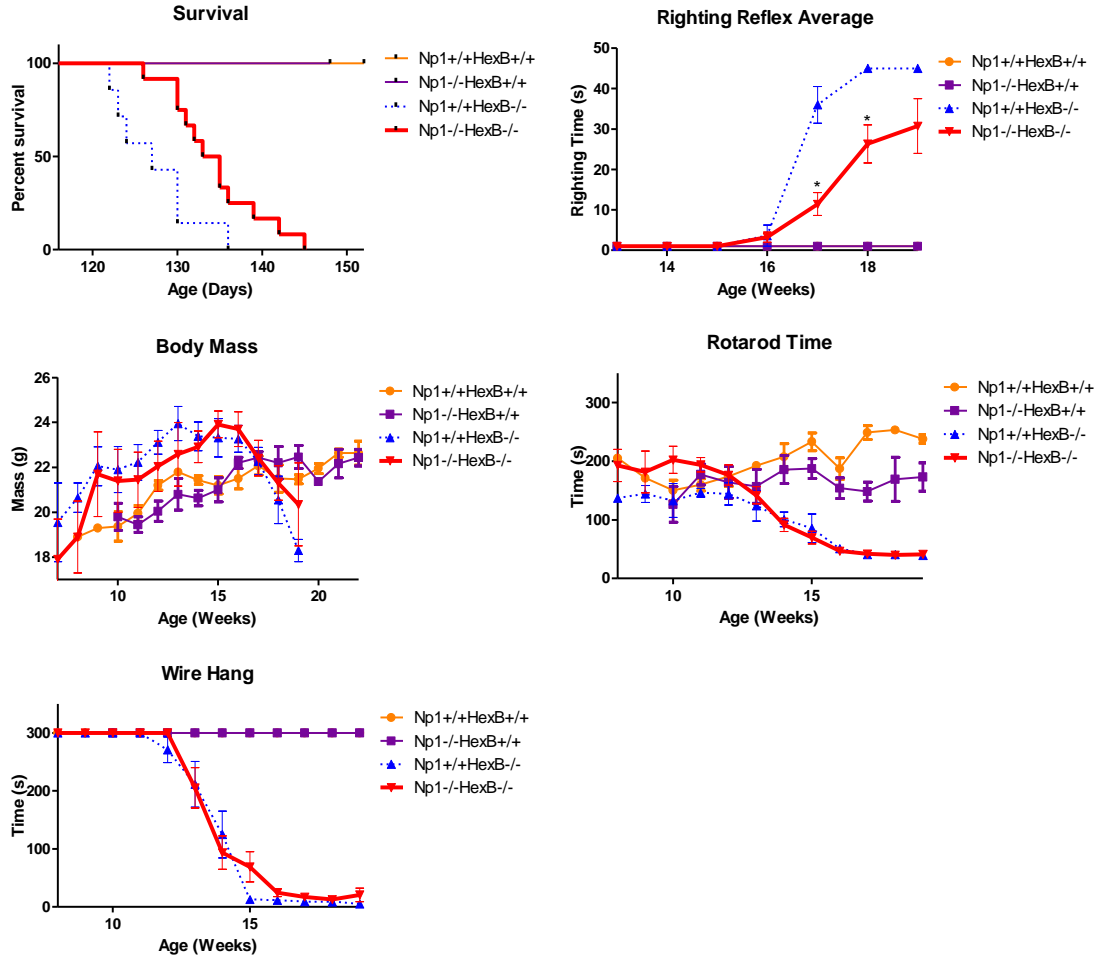 Survival
100
50
0
Percent survival
120 130 140 150
Age (Days)
Np1+/+HexB+/+
Np1-/-HexB+/+
Np1+/+HexB-/-
Np1-/-HexB-/-
Righting Reflex Average
50
40
30
20
10
0
Righting Time (s)
*
*
14 16 18
Age (Weeks)
Np1+/+HexB+/+
Np1-/-HexB+/+
Np1+/+HexB-/-
Np1-/-HexB-/-
Body Mass
26
24
22
20
18
Mass (g)
10 15 20
Age (Weeks)
Np1+/+HexB+/+
Np1-/-HexB+/+
Np1+/+HexB-/-
Np1-/-HexB-/-
Rotarod Time
300
200
100
0
Time (s)
10 15
Age (Weeks)
Np1+/+HexB+/+
Np1-/-HexB+/+
Np1+/+HexB-/-
Np1-/-HexB-/-
Wire Hang
300
200
100
0
Time (s)
10 15
Age (Weeks)
Np1+/+HexB+/+
Np1-/-HexB+/+
Np1+/+HexB-/-
Np1-/-HexB-/-